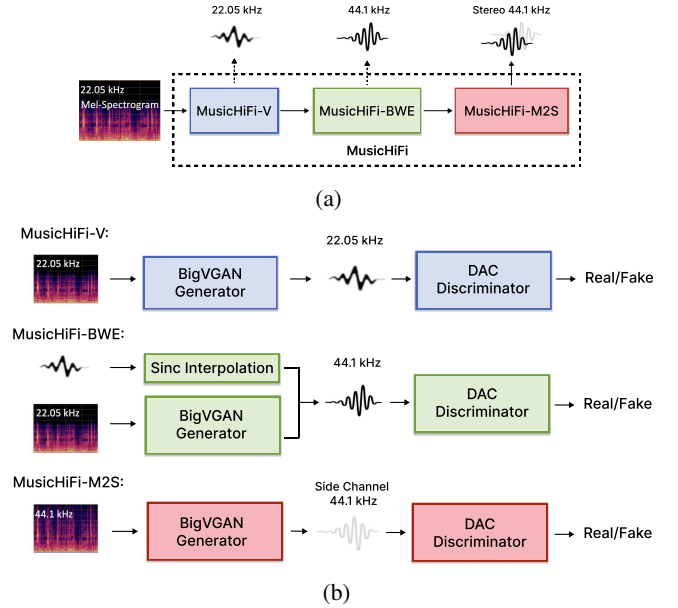 22.05 kHz
44.1 kHz
Stereo 44.1 kHz
22.05 kHz
Mel-Spectrogram
MusicHiFi-V
MusicHiFi-BWE
MusicHiFi-M2S
MusicHiFi
(a)
MusicHiFi-V:
22.05 kHz
BigVGAN
Generator
22.05 kHz
DAC
Discriminator
Real/Fake
MusicHiFi-BWE:
Sinc Interpolation
22.05 kHz
BigVGAN
Generator
44.1 kHz
DAC
Discriminator
Real/Fake
MusicHiFi-M2S:
44.1 kHz
BigVGAN
Generator
Side Channel
44.1 kHz
DAC
Discriminator
Real/Fake
(b)